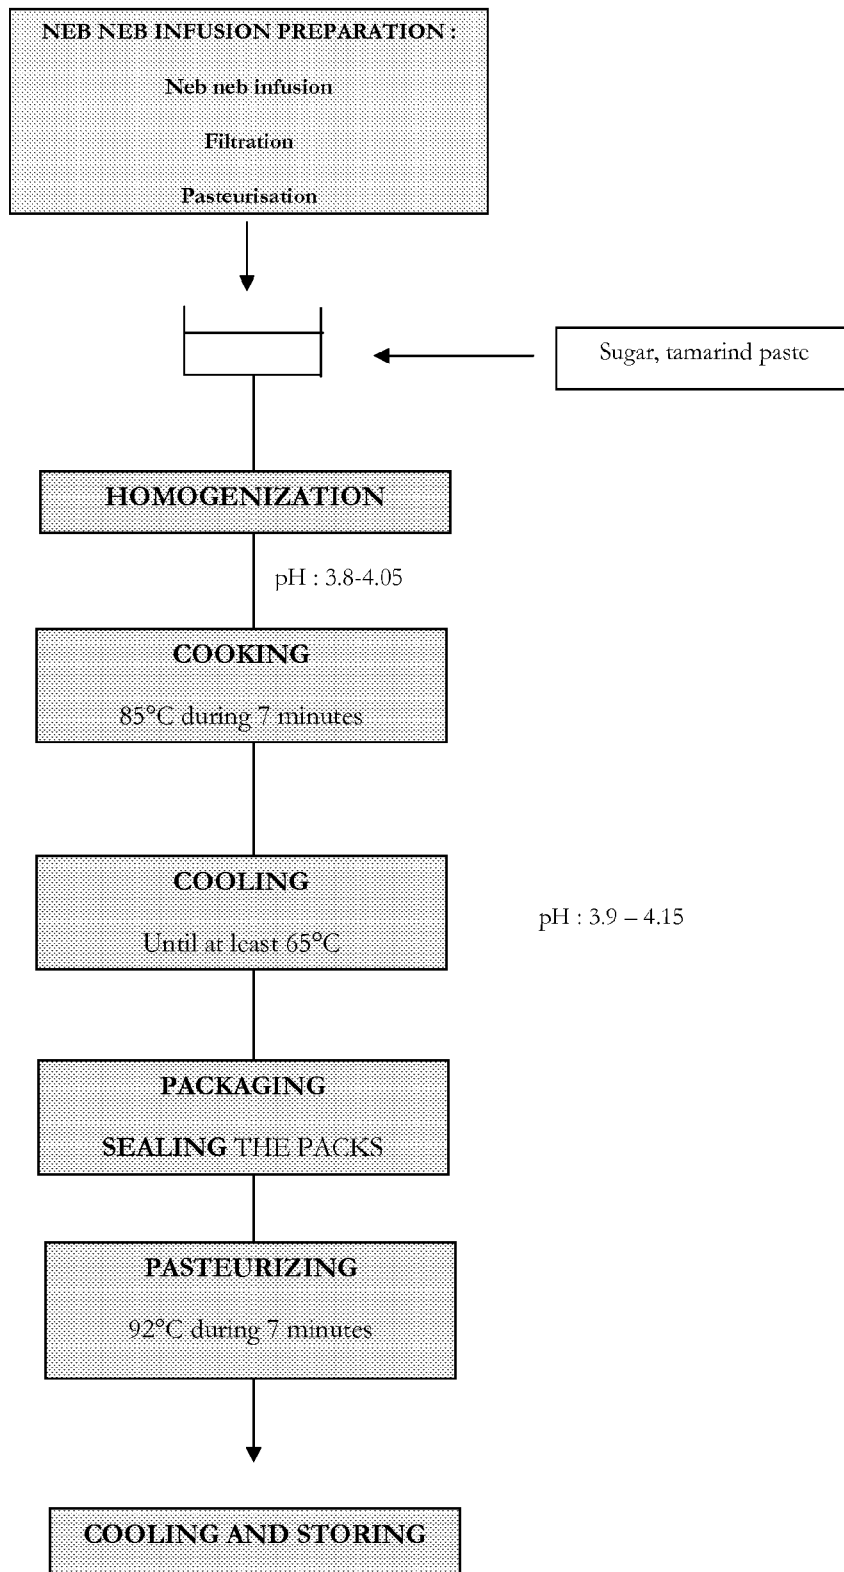 NEB NEB INFUSION PREPARATION :
Neb neb infusion
Filtration
Pasteurisation
Sugar, tamarind paste
HOMOGENIZATION
pH : 3.8-4.05
COOKING
85°C during 7 minutes
COOLING
Until at least 65°C
pH : 3.9 – 4.15
PACKAGING
SEALING THE PACKS
PASTEURIZING
92°C during 7 minutes
COOLING AND STORING